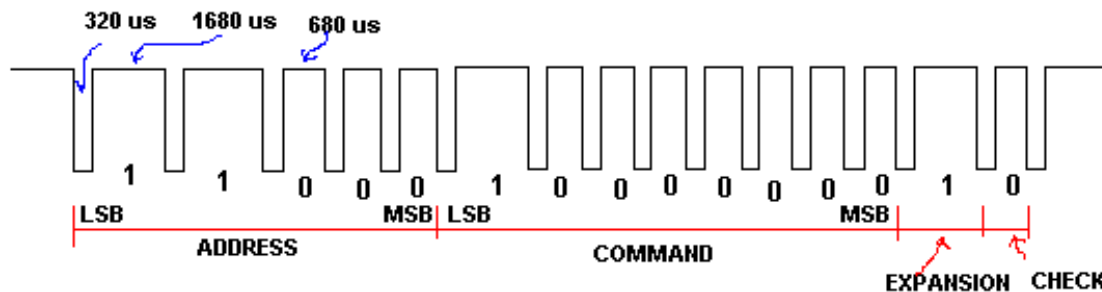 320 us 1680 us 680 us
1 1 0 0 0 1 0 0 0 0 0 0 0 1 0
LSB MSB LSB MSB
ADDRESS COMMAND
EXPANSION CHECK